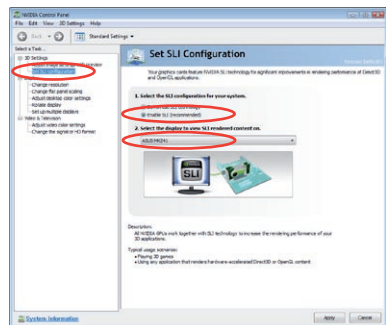 NVIDIA Control Panel
File Edit View 3D Settings Help
Standard Settings
Select a Task...
3D Settings
Set SLI configuration
Change resolution
Change flat panel scaling
Adjust desktop color settings
Rotate display
Set up multiple displays
Video & Television
Adjust video color settings
Change the signal or HD format
System Information
Set SLI Configuration
Your graphics cards feature NVIDIA SLI technology for significant improvements in rendering performance of Direct3D
and OpenGL applications.
1. Select the SLI configuration for your system.
Enable SLI (recommended)
2. Select the display to view SLI rendered content on.
SLI
Description:
All NVIDIA GPUs work together with SLI technology to increase the rendering performance of your
3D applications.
Typical usage scenarios:
• Playing 3D games
• Using any application that renders hardware-accelerated Direct3D or OpenGL content
Apply Cancel